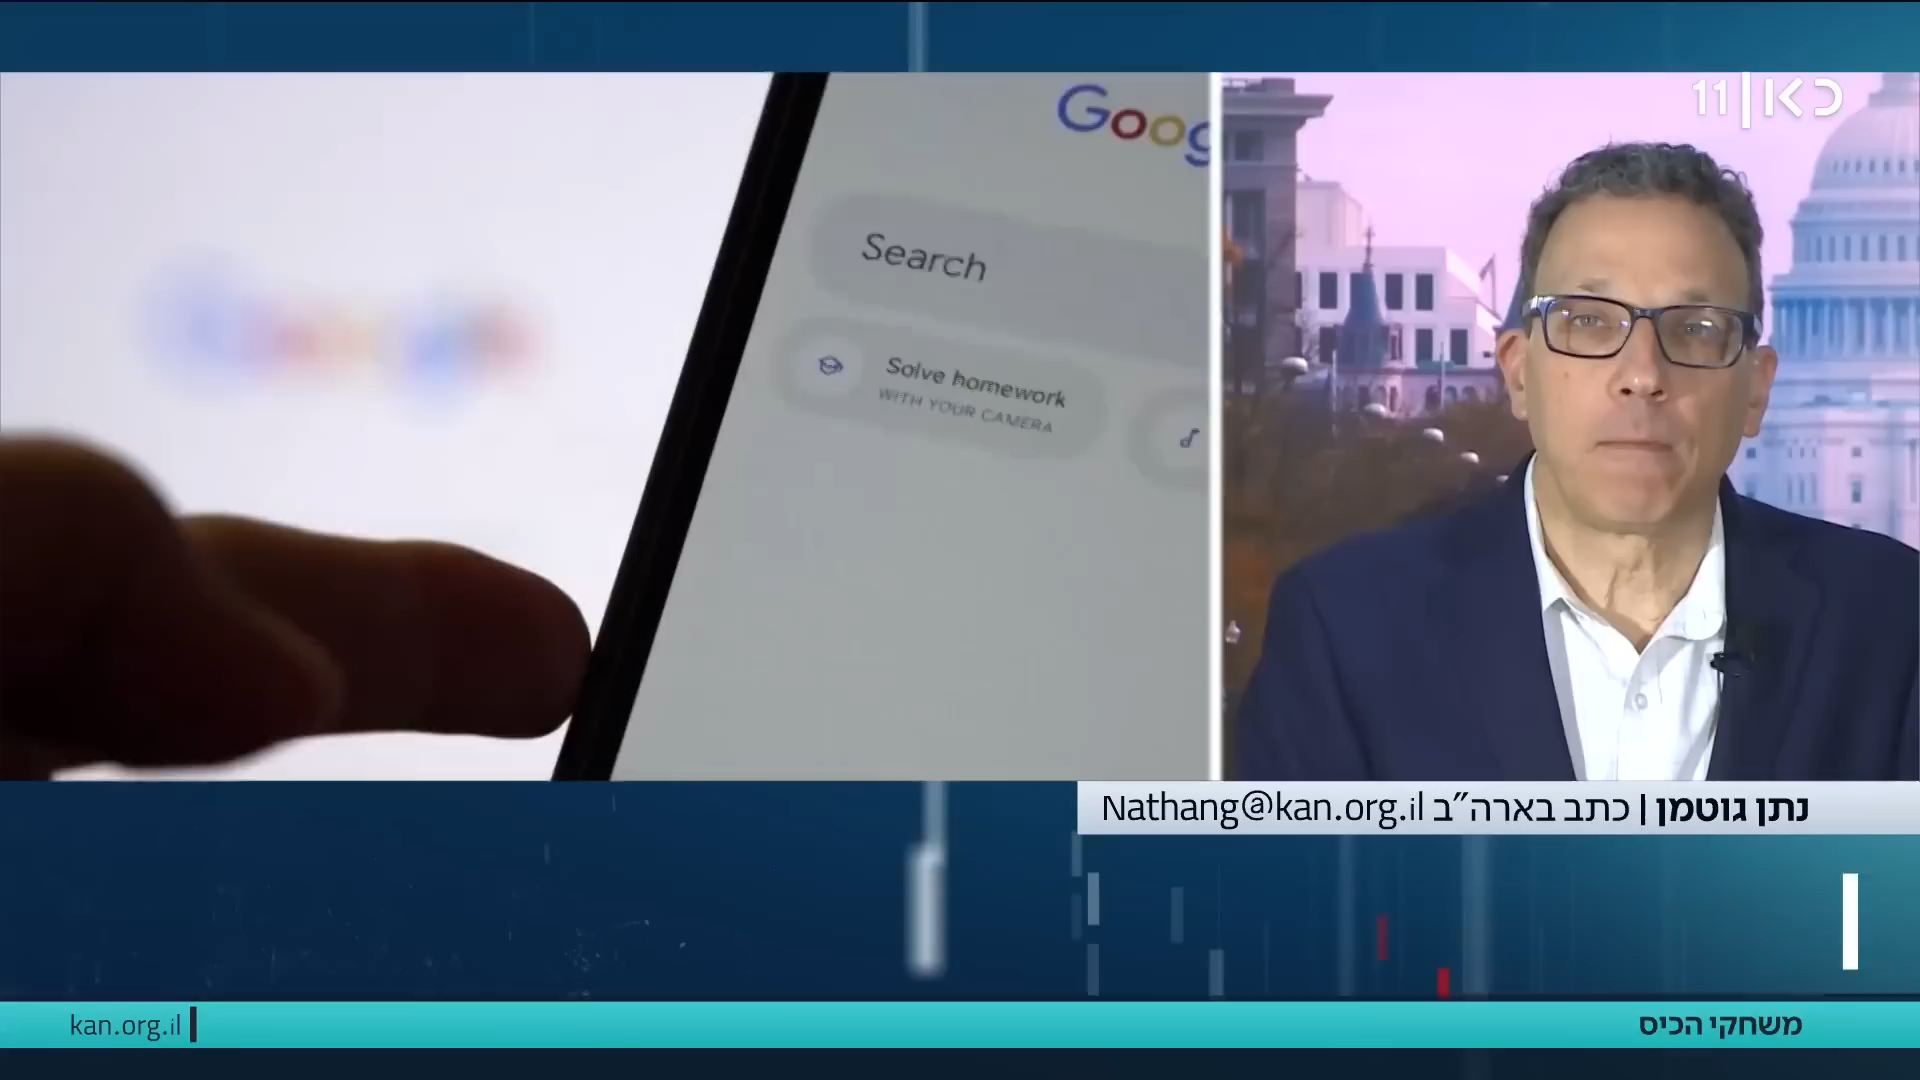 כאן | 11
Goog
Search
Solve homework
WITH YOUR CAMERA
נתן גוטמן | כתב בארה״ב Nathang@kan.org.il
משחקי הכיס
kan.org.il